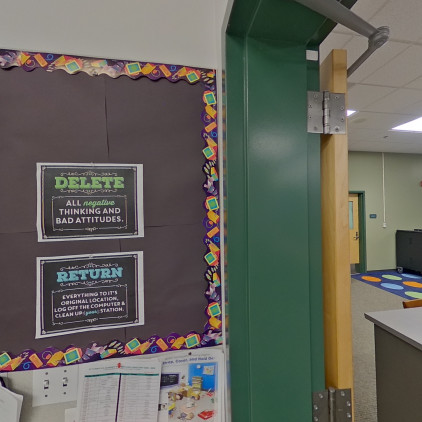 DELETE
ALL negative
THINKING AND
BAD ATTITUDES.
RETURN
EVERYTHING TO IT'S
ORIGINAL LOCATION,
LOG OFF THE COMPUTER &
CLEAN UP (your) STATION.